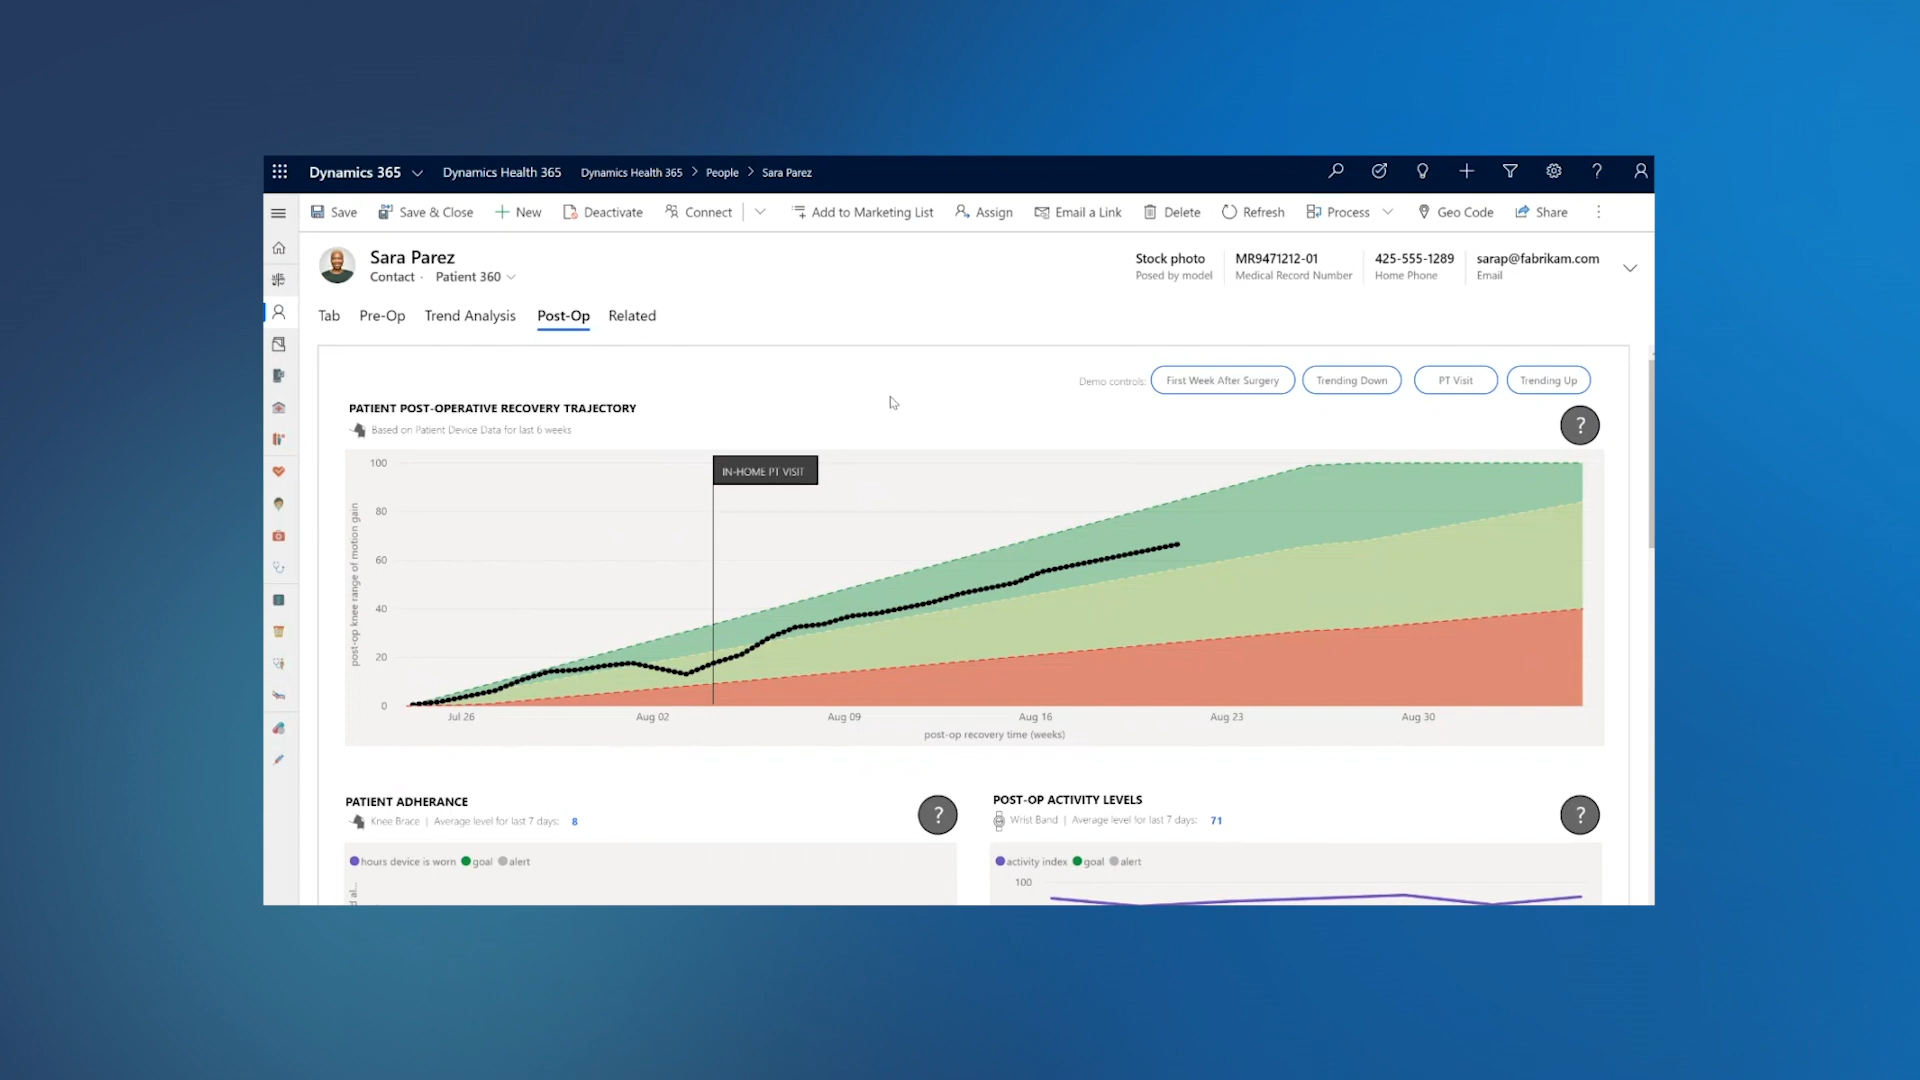 Dynamics 365 Dynamics Health 365 Dynamics Health 365 > People > Sara Parez
Save Save & Close New Deactivate Connect Add to Marketing List Assign Email a Link Delete Refresh Process Geo Code Share
Sara Parez
Contact · Patient 360
Stock photo
Posed by model
MR9471212-01
Medical Record Number
425-555-1289
Home Phone
sarap@fabrikam.com
Email
Tab Pre-Op Trend Analysis Post-Op Related
Demo controls: First Week After Surgery Trending Down PT Visit Trending Up
PATIENT POST-OPERATIVE RECOVERY TRAJECTORY
Based on Patient Device Data for last 6 weeks
?
IN-HOME PT VISIT
post-op knee range of motion gain
100
80
60
40
20
0
Jul 26 Aug 02 Aug 09 Aug 16 Aug 23 Aug 30
post-op recovery time (weeks)
PATIENT ADHERANCE
Knee Brace | Average level for last 7 days: 8
?
hours device is worn goal alert
d al...
POST-OP ACTIVITY LEVELS
Wrist Band | Average level for last 7 days: 71
?
activity index goal alert
100